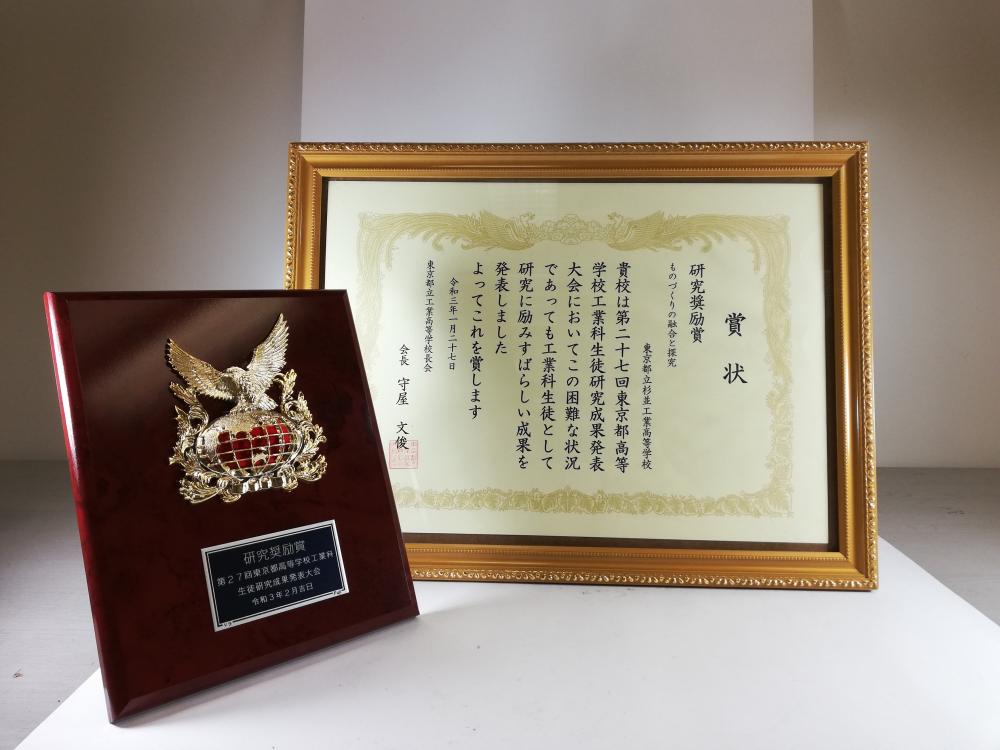 賞状
研究奨励賞
ものづくりの融合と探究
東京都立杉並工業高等学校
貴校は第二十七回東京都高等
学校工業科生徒研究成果発表
大会においてこの困難な状況
であっても工業科生徒として
研究に励みすばらしい成果を
発表しました
よってこれを賞します
令和三年一月二十七日
東京都立工業高等学校長会
会長 守屋 文俊
研究奨励賞
第27回東京都高等学校工業科
生徒研究成果発表大会
令和3年2月吉日